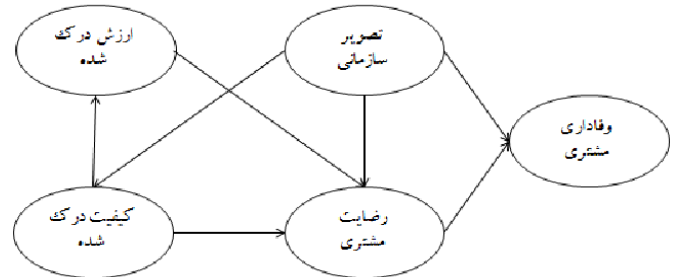 ارزش درک
شده
تصویر
سازمانی
وفاداری
مشتری
کیفیت درک
شده
رضایت
مشتری